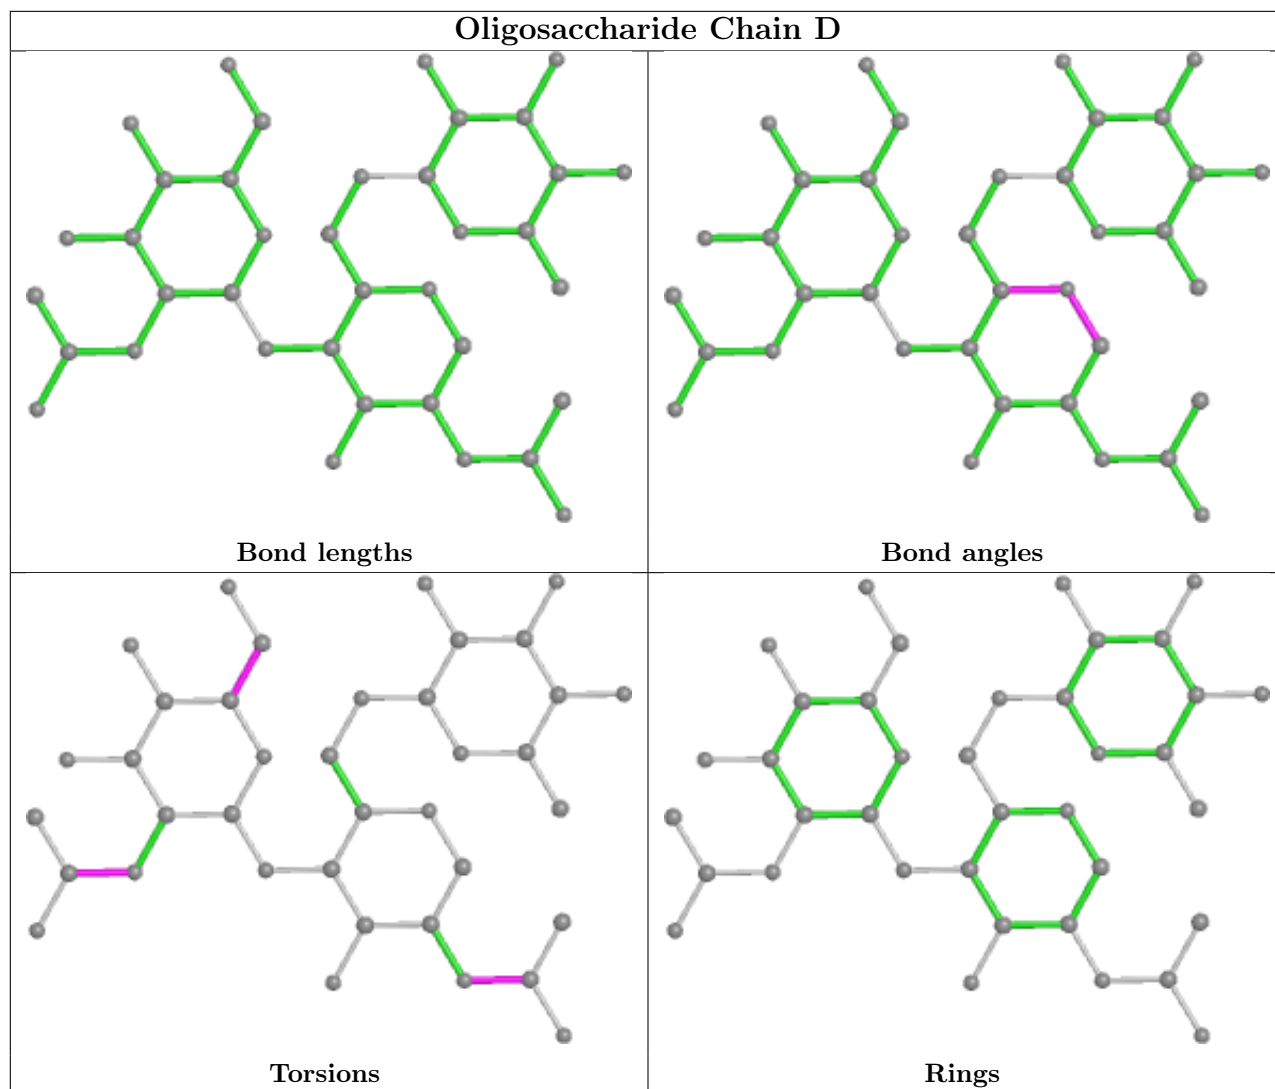 Oligosaccharide Chain D
Bond lengths
Bond angles
Torsions
Rings